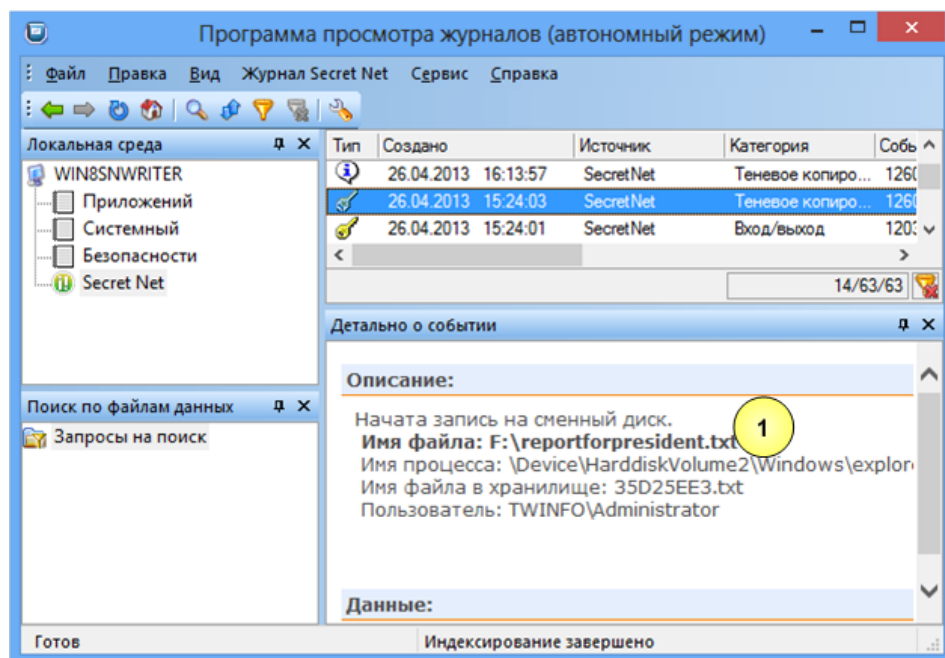 Программа просмотра журналов (автономный режим)
Файл Правка Вид Журнал Secret Net Сервис Справка
Локальная среда
WIN8SNWRITER
Приложений
Системный
Безопасности
Secret Net
Поиск по файлам данных
Запросы на поиск
Тип Создано Источник Категория Собь
26.04.2013 16:13:57 SecretNet Теневое копиро... 1260
26.04.2013 15:24:03 SecretNet Теневое копиро... 1260
26.04.2013 15:24:01 SecretNet Вход/выход 1203
14/63/63
Детально о событии
Описание:
Начата запись на сменный диск.
Имя файла: F:\reportforpresident.txt
1
Имя процесса: \Device\HarddiskVolume2\Windows\explor
Имя файла в хранилище: 35D25EE3.txt
Пользователь: TWINFO\Administrator
Данные:
Готов Индексирование завершено